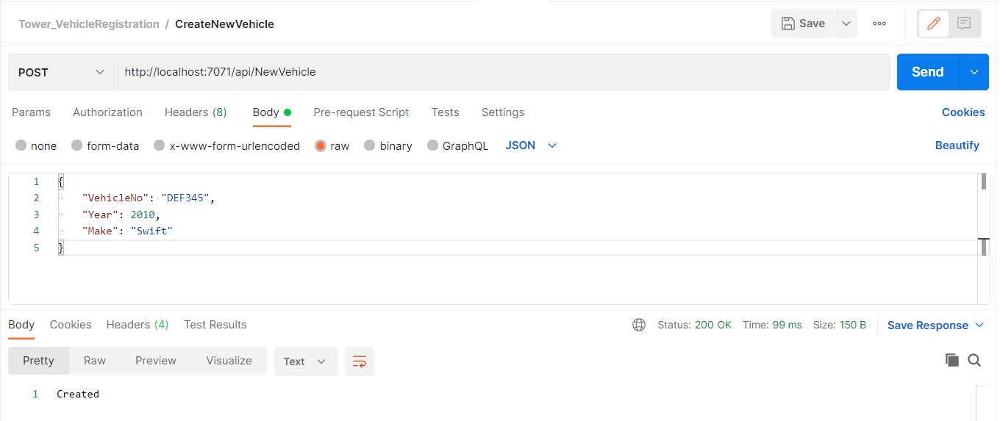 Tower_VehicleRegistration / CreateNewVehicle Save
POST http://localhost:7071/api/NewVehicle Send
Params Authorization Headers (8) Body Pre-request Script Tests Settings Cookies
none form-data x-www-form-urlencoded raw binary GraphQL JSON Beautify
1 {
2 "VehicleNo": "DEF345",
3 "Year": 2010,
4 "Make": "Swift"
5 }
Body Cookies Headers (4) Test Results Status: 200 OK Time: 99 ms Size: 150 B Save Response
Pretty Raw Preview Visualize Text
1 Created